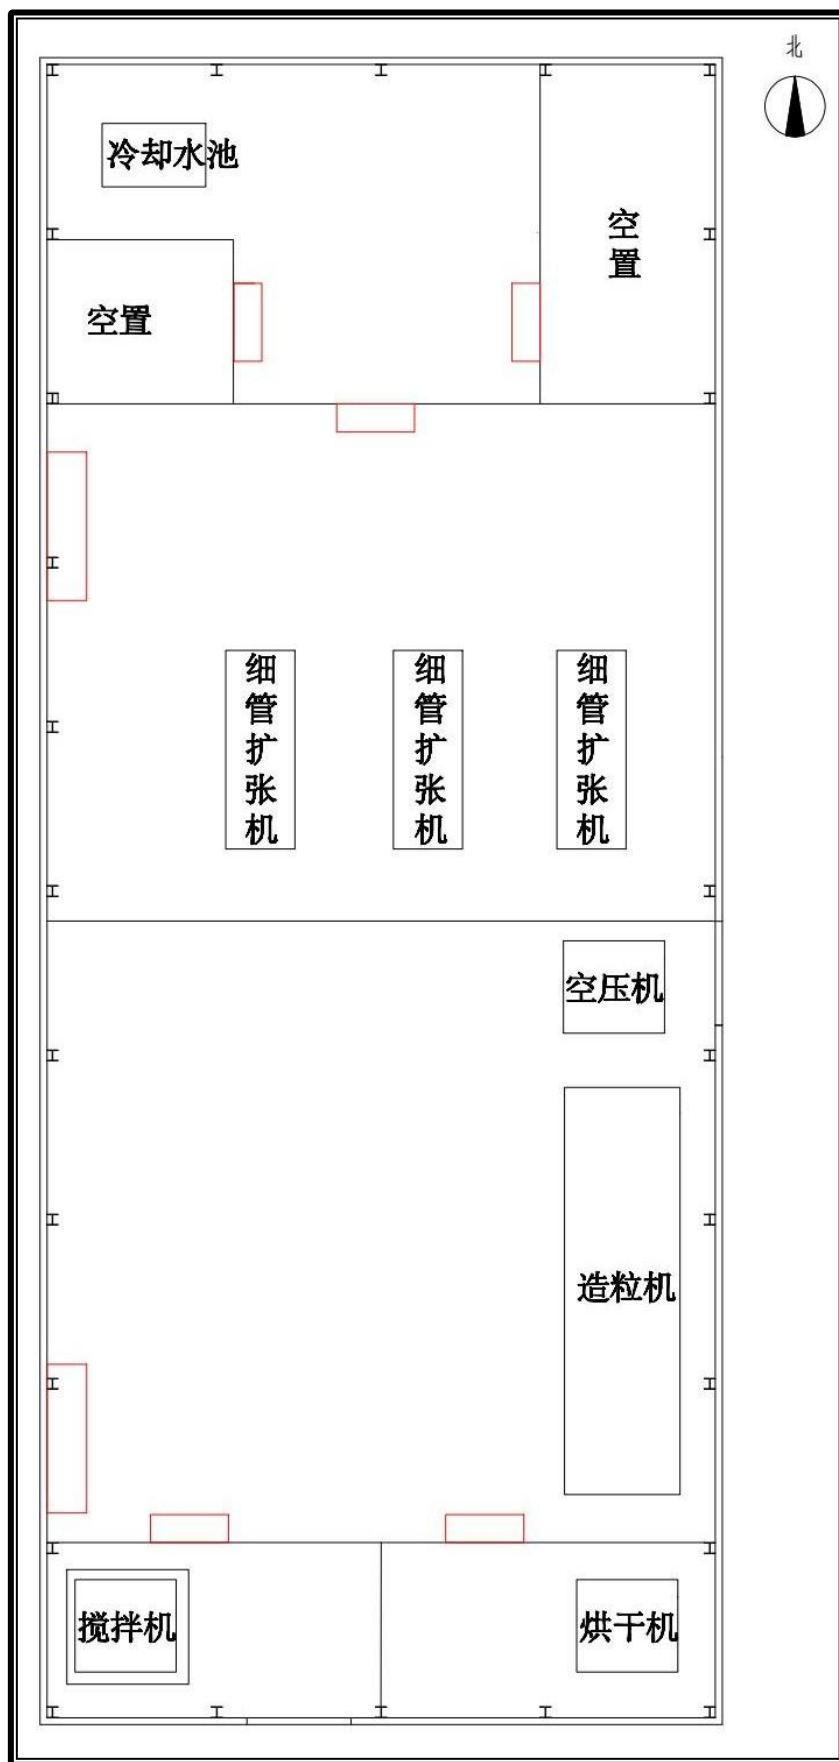 北
冷却水池
空置
空置
细管扩张机
细管扩张机
细管扩张机
空压机
造粒机
搅拌机
烘干机